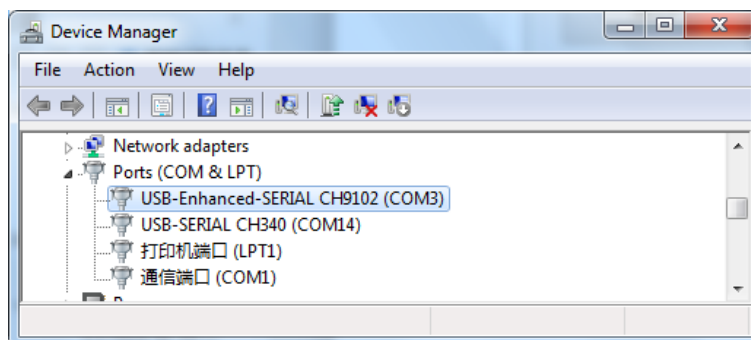 Device Manager
File Action View Help
Network adapters
Ports (COM & LPT)
USB-Enhanced-SERIAL CH9102 (COM3)
USB-SERIAL CH340 (COM14)
打印机端口 (LPT1)
通信端口 (COM1)